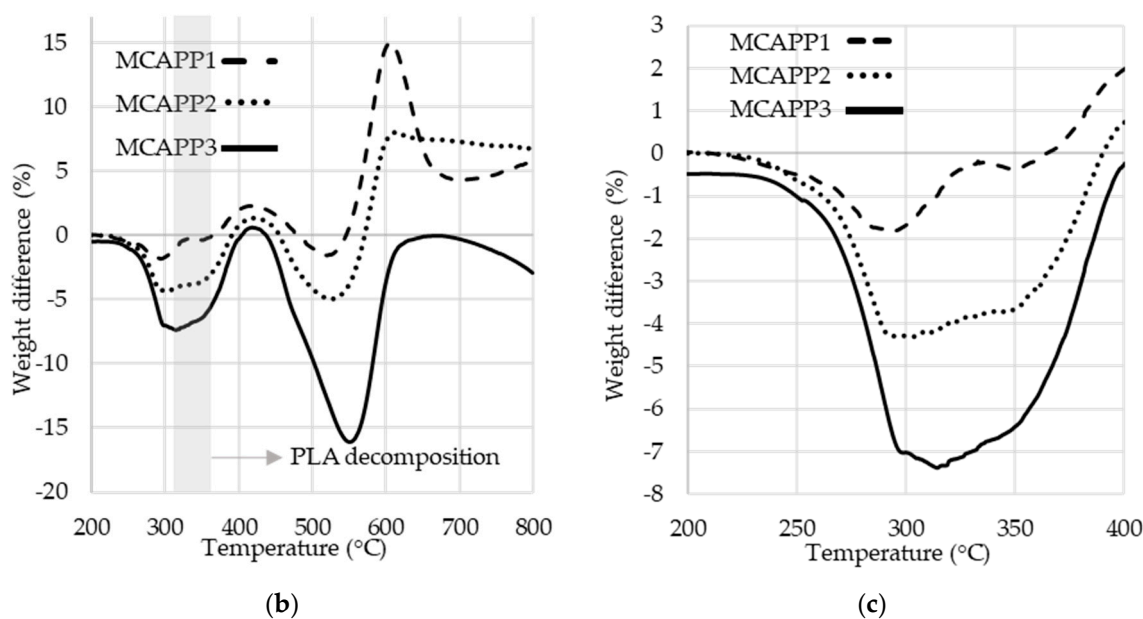 15
10
5
0
-5
-10
-15
-20
Weight difference (%)
MCAPP1
MCAPP2
MCAPP3
PLA decomposition
200 300 400 500 600 700 800
Temperature (°C)
(b)
3
2
1
0
-1
-2
-3
-4
-5
-6
-7
-8
Weight difference (%)
MCAPP1
MCAPP2
MCAPP3
200 250 300 350 400
Temperature (°C)
(c)